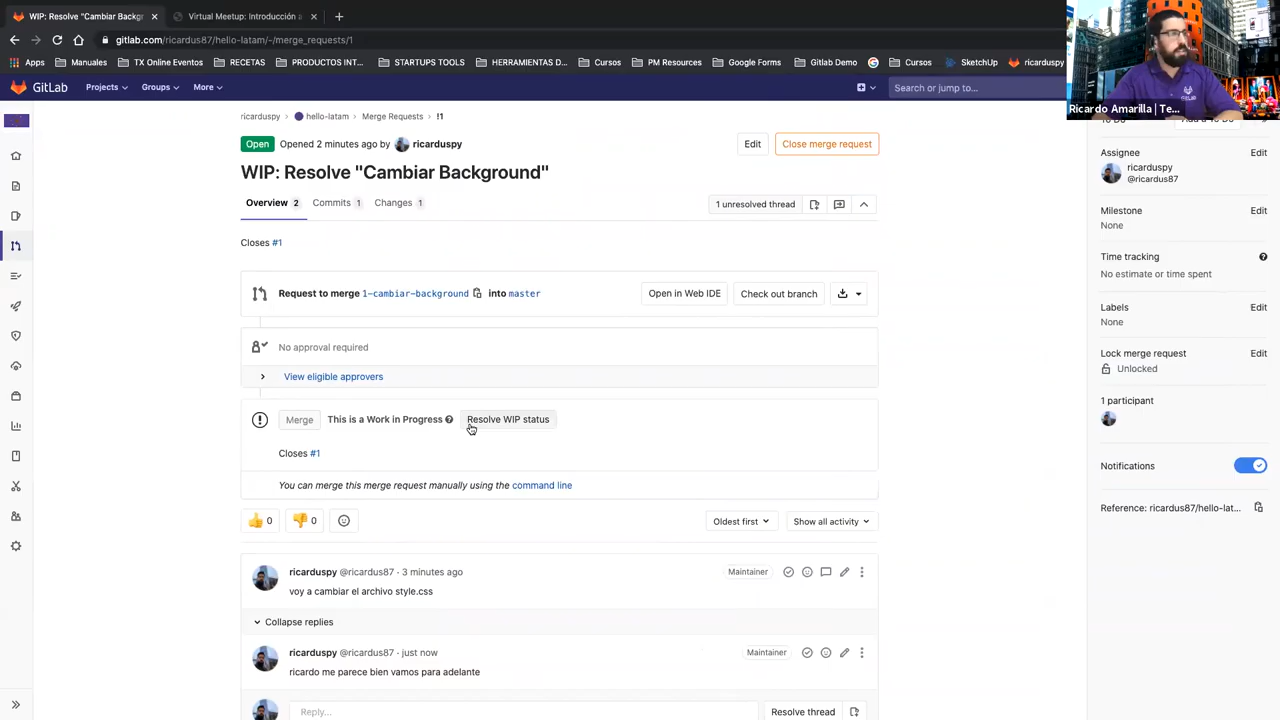 WIP: Resolve "Cambiar Backg
Virtual Meetup: Introducción a
gitlab.com/ricardus87/hello-latam/-/merge_requests/1
Apps Manuales TX Online Eventos RECETAS PRODUCTOS INT... STARTUPS TOOLS HERRAMIENTAS D... Cursos PM Resources Google Forms Gitlab Demo Cursos SketchUp ricarduspy
Ricardo Amarilla | Te...
GitLab Projects Groups More Search or jump to...
ricarduspy hello-latam Merge Requests !1
Open Opened 2 minutes ago by ricarduspy Edit Close merge request
WIP: Resolve "Cambiar Background"
Overview 2 Commits 1 Changes 1 1 unresolved thread
Closes #1
Request to merge 1-cambiar-background into master Open in Web IDE Check out branch
No approval required
View eligible approvers
Merge This is a Work in Progress Resolve WIP status
Closes #1
You can merge this merge request manually using the command line
0 0 Oldest first Show all activity
ricarduspy @ricardus87 · 3 minutes ago Maintainer
voy a cambiar el archivo style.css
Collapse replies
ricarduspy @ricardus87 · just now Maintainer
ricardo me parece bien vamos para adelante
Reply... Resolve thread
Assignee Edit
ricarduspy
@ricardus87
Milestone Edit
None
Time tracking
No estimate or time spent
Labels Edit
None
Lock merge request Edit
Unlocked
1 participant
Notifications
Reference: ricardus87/hello-lat...